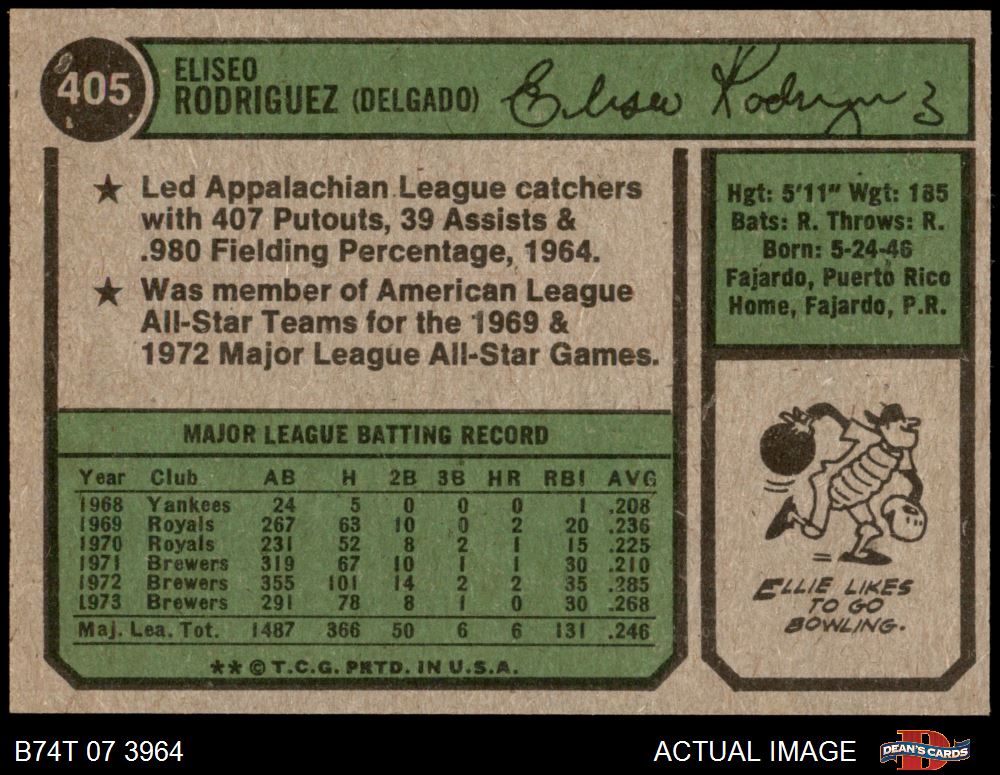 405
ELISEO
RODRIGUEZ (DELGADO)
Eliseo Rodriguez
★ Led Appalachian League catchers
with 407 Putouts, 39 Assists &
.980 Fielding Percentage, 1964.
★ Was member of American League
All-Star Teams for the 1969 &
1972 Major League All-Star Games.
Hgt: 5'11" Wgt: 185
Bats: R. Throws: R.
Born: 5-24-46
Fajardo, Puerto Rico
Home, Fajardo, P.R.
MAJOR LEAGUE BATTING RECORD
Year Club AB H 2B 3B HR RBI AVG
1968 Yankees 24 5 0 0 0 1 .208
1969 Royals 267 63 10 0 2 20 .236
1970 Royals 231 52 8 2 1 15 .225
1971 Brewers 319 67 10 1 1 30 .210
1972 Brewers 355 101 14 2 2 35 .285
1973 Brewers 291 78 8 1 0 30 .268
Maj. Lea. Tot. 1487 366 50 6 6 131 .246
**©T.C.G. PRTD. IN U.S.A.
ELLIE LIKES
TO GO
BOWLING.
B74T 07 3964
ACTUAL IMAGE
DEAN'S CARDS